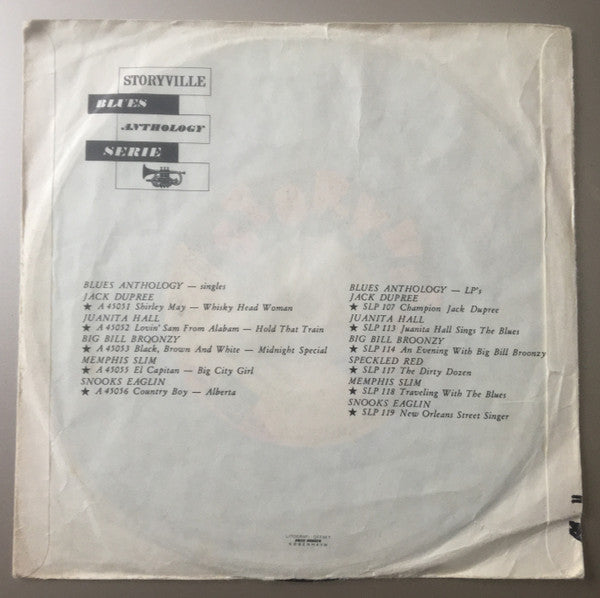 STORYVILLE
BLUES
ANTHOLOGY
SERIE
BLUES ANTHOLOGY — singles
JACK DUPREE
★ A 45051 Shirley May — Whisky Head Woman
JUANITA HALL
★ A 45052 Lovin' Sam From Alabam — Hold That Train
BIG BILL BROONZY
★ A 45053 Black, Brown And White — Midnight Special
MEMPHIS SLIM
★ A 45055 El Capitan — Big City Girl
SNOOKS EAGLIN
★ A 45056 Country Boy — Alberta
BLUES ANTHOLOGY — LP's
JACK DUPREE
★ SLP 107 Champion Jack Dupree
JUANITA HALL
★ SLP 113 Juanita Hall Sings The Blues
BIG BILL BROONZY
★ SLP 114 An Evening With Big Bill Broonzy
SPECKLED RED
★ SLP 117 The Dirty Dozen
MEMPHIS SLIM
★ SLP 118 Traveling With The Blues
SNOOKS EAGLIN
★ SLP 119 New Orleans Street Singer
LITOGRAFI : OFFSET
KØBENHAVN